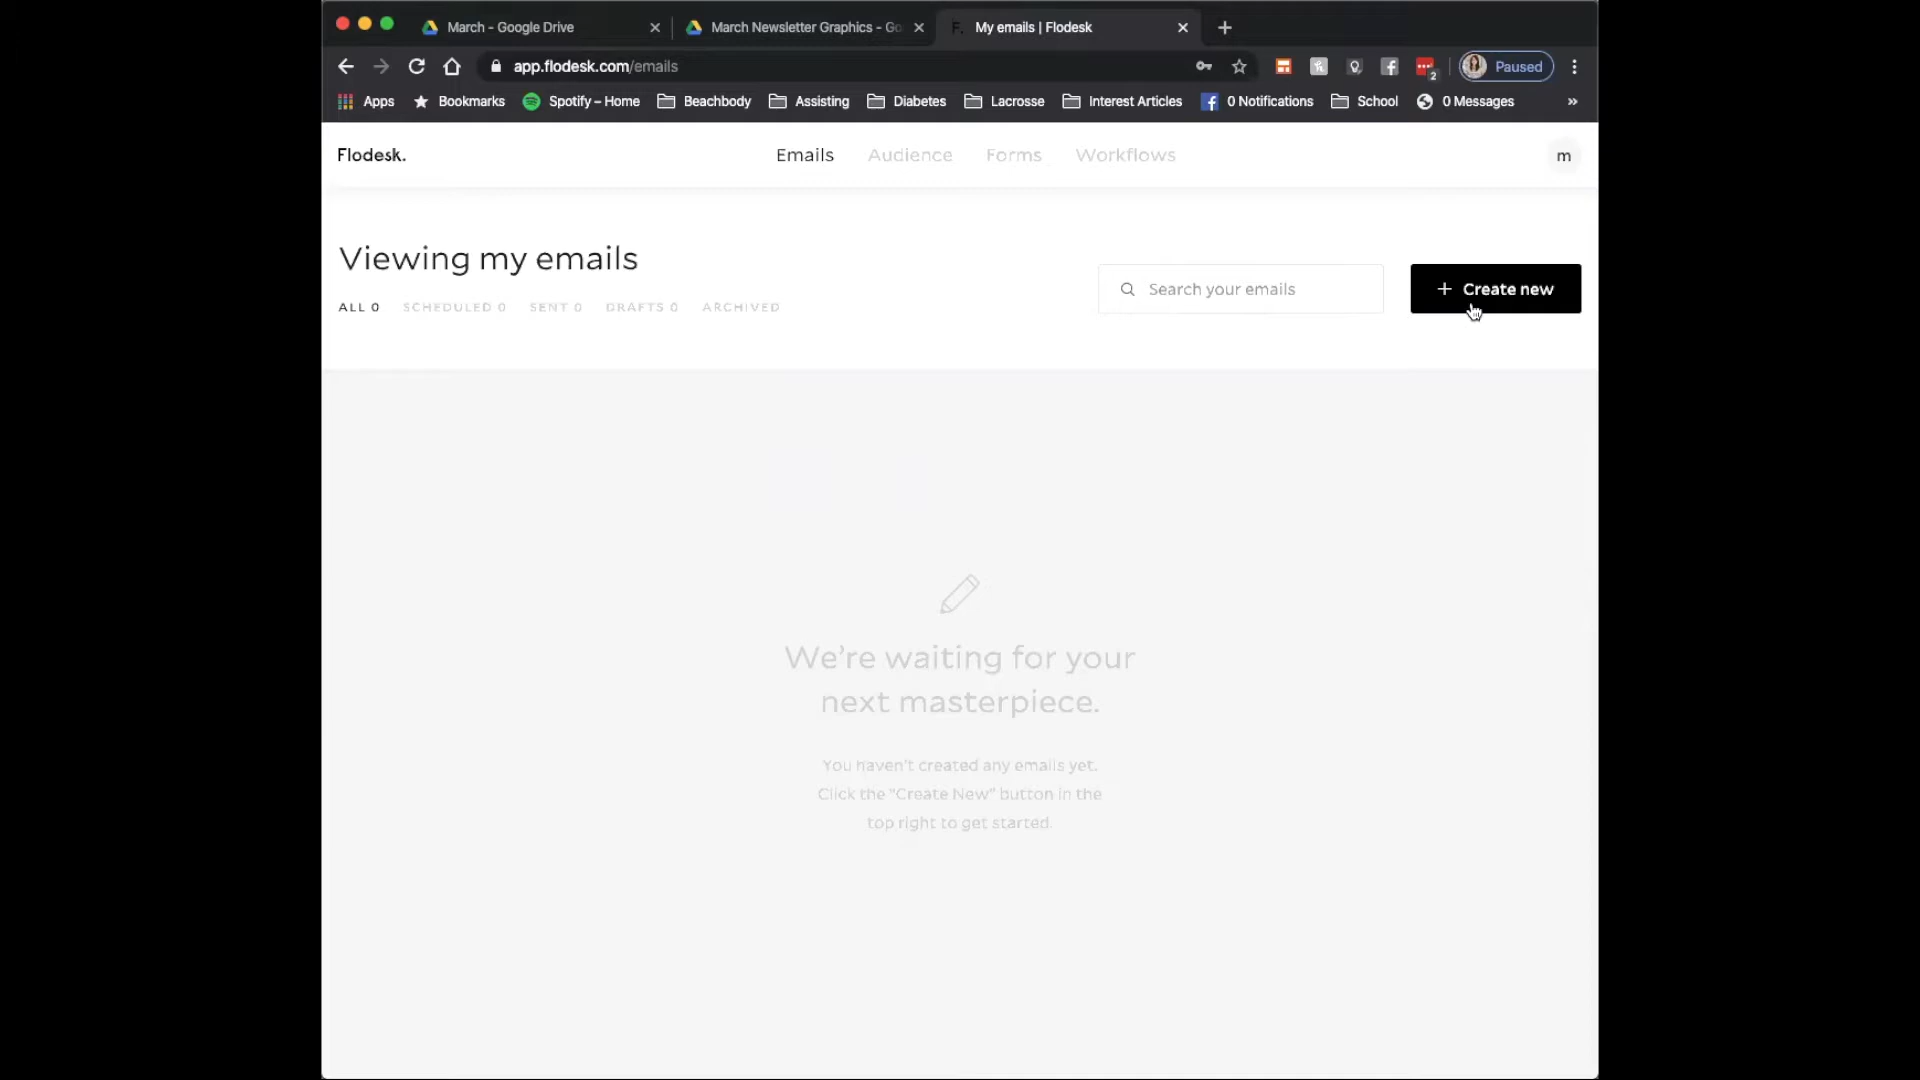 March - Google Drive
March Newsletter Graphics - Go
F. My emails | Flodesk
app.flodesk.com/emails
2
Paused
Apps Bookmarks Spotify – Home Beachbody Assisting Diabetes Lacrosse Interest Articles 0 Notifications School 0 Messages »
Flodesk. Emails Audience Forms Workflows m
Viewing my emails
ALL 0 SCHEDULED 0 SENT 0 DRAFTS 0 ARCHIVED
Search your emails
+ Create new
We're waiting for your
next masterpiece.
You haven't created any emails yet.
Click the "Create New" button in the
top right to get started.